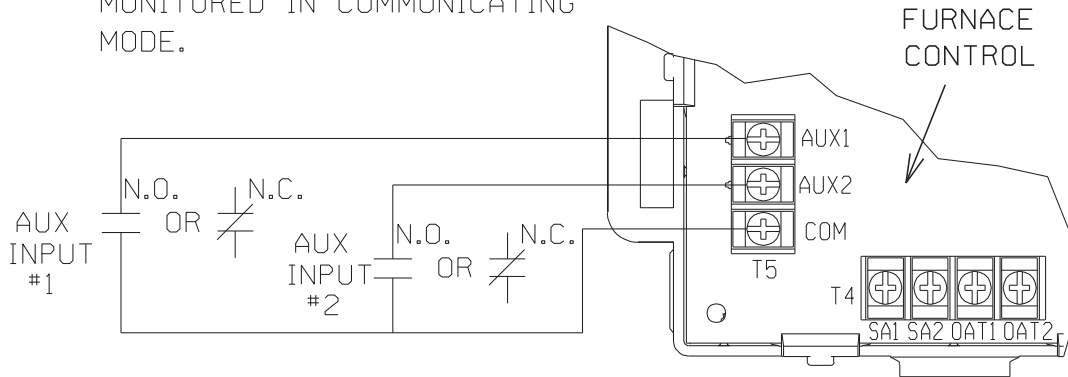 MONITORED IN COMMUNICATING
MODE.
FURNACE
CONTROL
AUX1
AUX2
COM
T5
N.O.
N.C.
OR
AUX
INPUT
#1
N.O.
N.C.
OR
AUX
INPUT
#2
T4
SA1 SA2 OAT1 OAT2